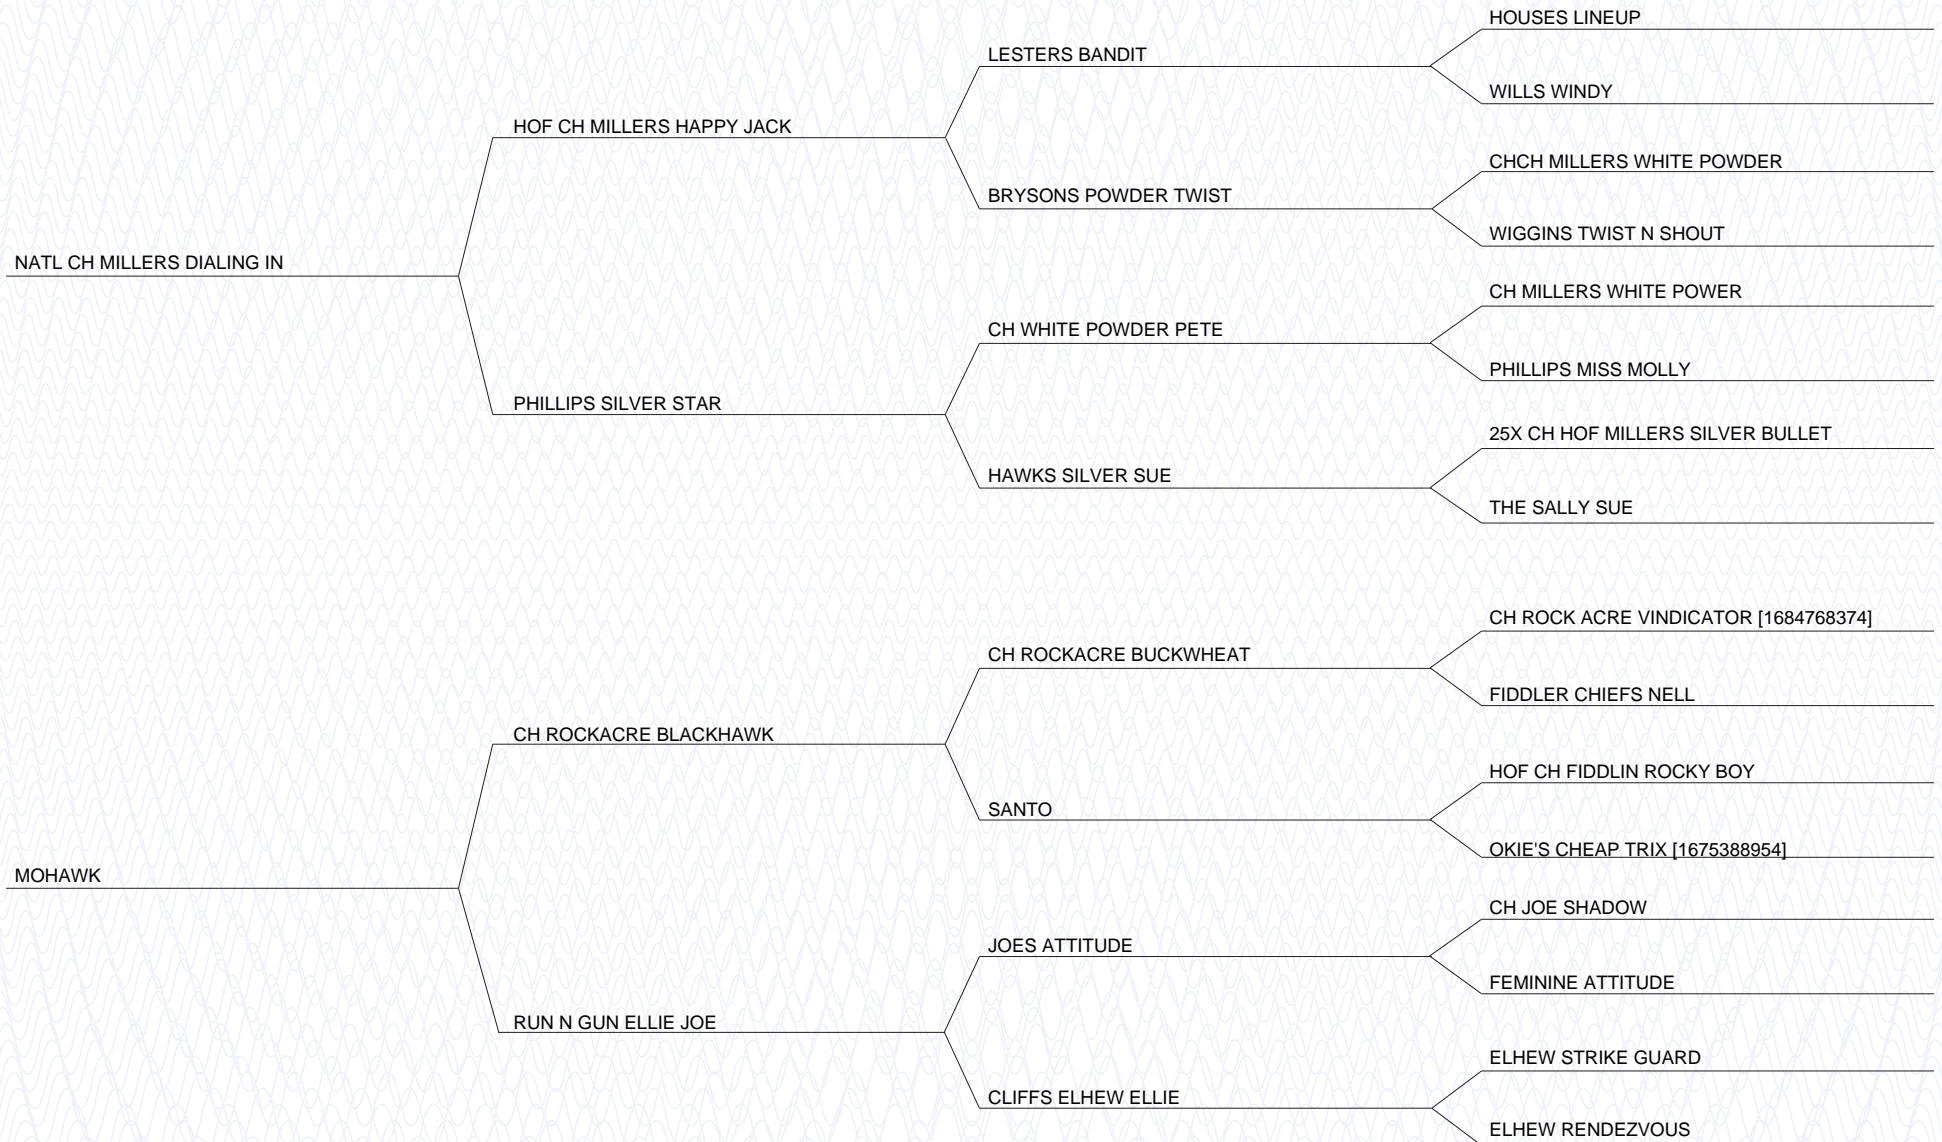 HOUSES LINEUP
LESTERS BANDIT
WILLS WINDY
HOF CH MILLERS HAPPY JACK
CHCH MILLERS WHITE POWDER
BRYSONS POWDER TWIST
WIGGINS TWIST N SHOUT
NATL CH MILLERS DIALING IN
CH MILLERS WHITE POWER
CH WHITE POWDER PETE
PHILLIPS MISS MOLLY
PHILLIPS SILVER STAR
25X CH HOF MILLERS SILVER BULLET
HAWKS SILVER SUE
THE SALLY SUE
CH ROCK ACRE VINDICATOR [1684768374]
CH ROCKACRE BUCKWHEAT
FIDDLER CHIEFS NELL
CH ROCKACRE BLACKHAWK
HOF CH FIDDLIN ROCKY BOY
SANTO
OKIE'S CHEAP TRIX [1675388954]
MOHAWK
CH JOE SHADOW
JOES ATTITUDE
FEMININE ATTITUDE
RUN N GUN ELLIE JOE
ELHEW STRIKE GUARD
CLIFFS ELHEW ELLIE
ELHEW RENDEZVOUS